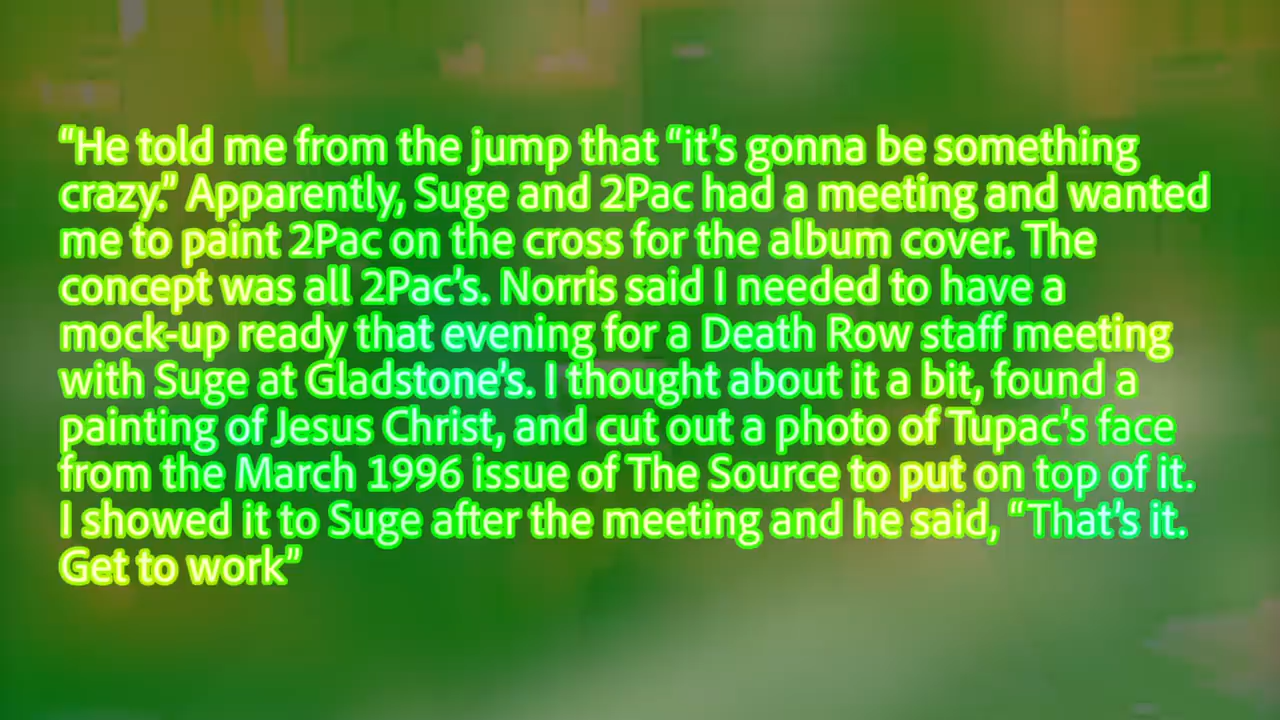 “He told me from the jump that “it’s gonna be something
crazy.” Apparently, Suge and 2Pac had a meeting and wanted
me to paint 2Pac on the cross for the album cover. The
concept was all 2Pac’s. Norris said I needed to have a
mock-up ready that evening for a Death Row staff meeting
with Suge at Gladstone’s. I thought about it a bit, found a
painting of Jesus Christ, and cut out a photo of Tupac’s face
from the March 1996 issue of The Source to put on top of it.
I showed it to Suge after the meeting and he said, “That’s it.
Get to work”